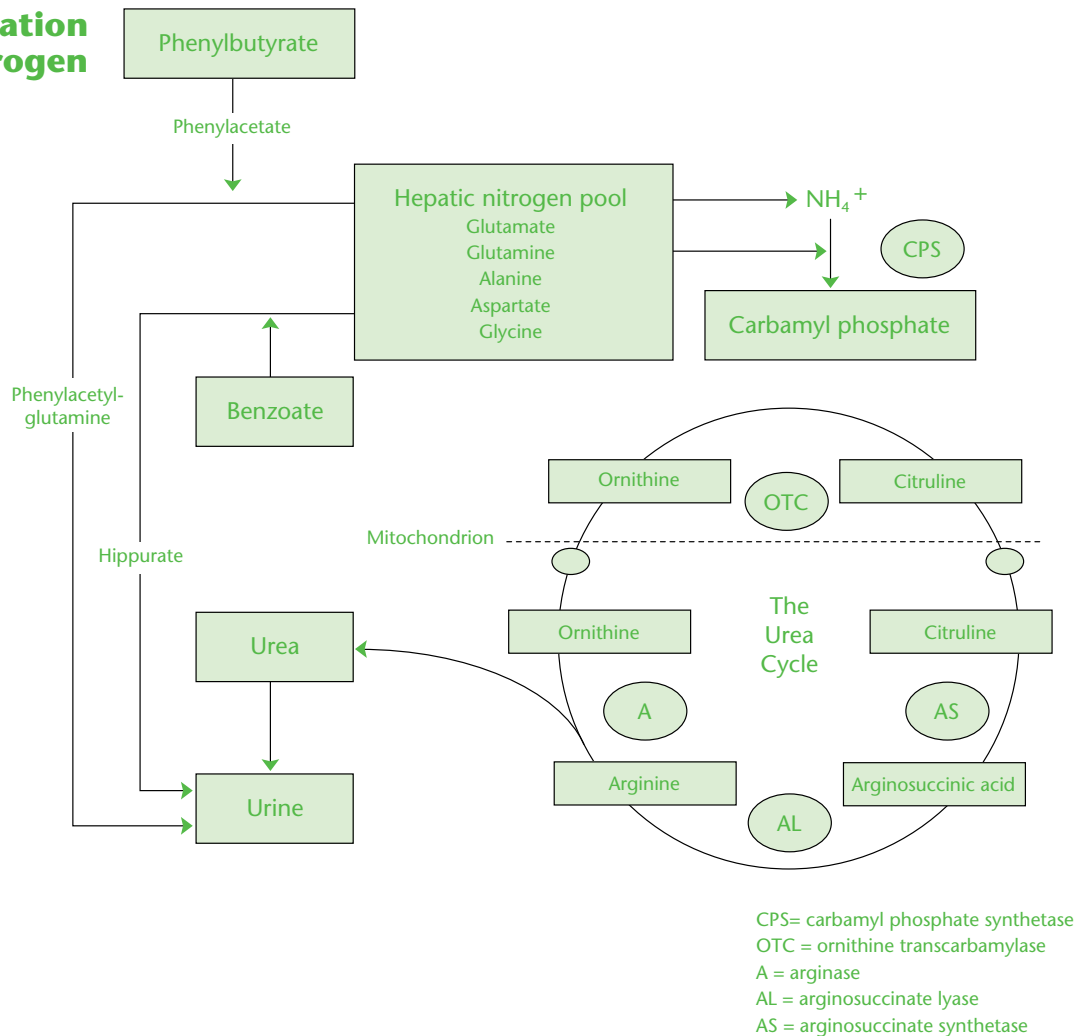 ation
rogen
Phenylbutyrate
Phenylacetate
Hepatic nitrogen pool
Glutamate
Glutamine
Alanine
Aspartate
Glycine
NH₄⁺
CPS
Carbamyl phosphate
Phenylacetyl-
glutamine
Benzoate
Ornithine
OTC
Citruline
Mitochondrion
Hippurate
The
Urea
Cycle
Ornithine
Citruline
Urea
A
AS
Arginine
Arginosuccinic acid
Urine
AL
CPS= carbamyl phosphate synthetase
OTC = ornithine transcarbamylase
A = arginase
AL = arginosuccinate lyase
AS = arginosuccinate synthetase